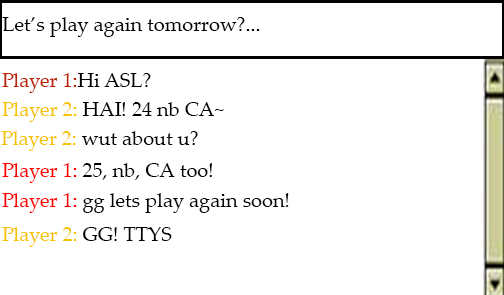 Let’s play again tomorrow?...
Player 1:Hi ASL?
Player 2: HAI! 24 nb CA~
Player 2: wut about u?
Player 1: 25, nb, CA too!
Player 1: gg lets play again soon!
Player 2: GG! TTYS